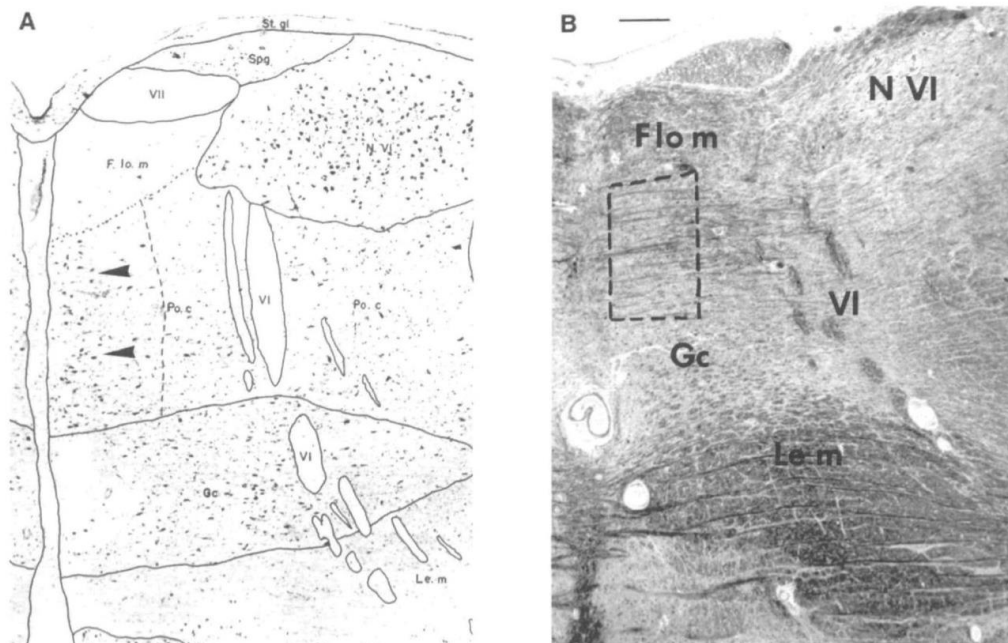 A
St. gl
Spg
VII
N. VI
F. lo. m
VI
Po. c
Po. c
VI
Gc
Le. m
B
N VI
Flo m
VI
Gc
Le m